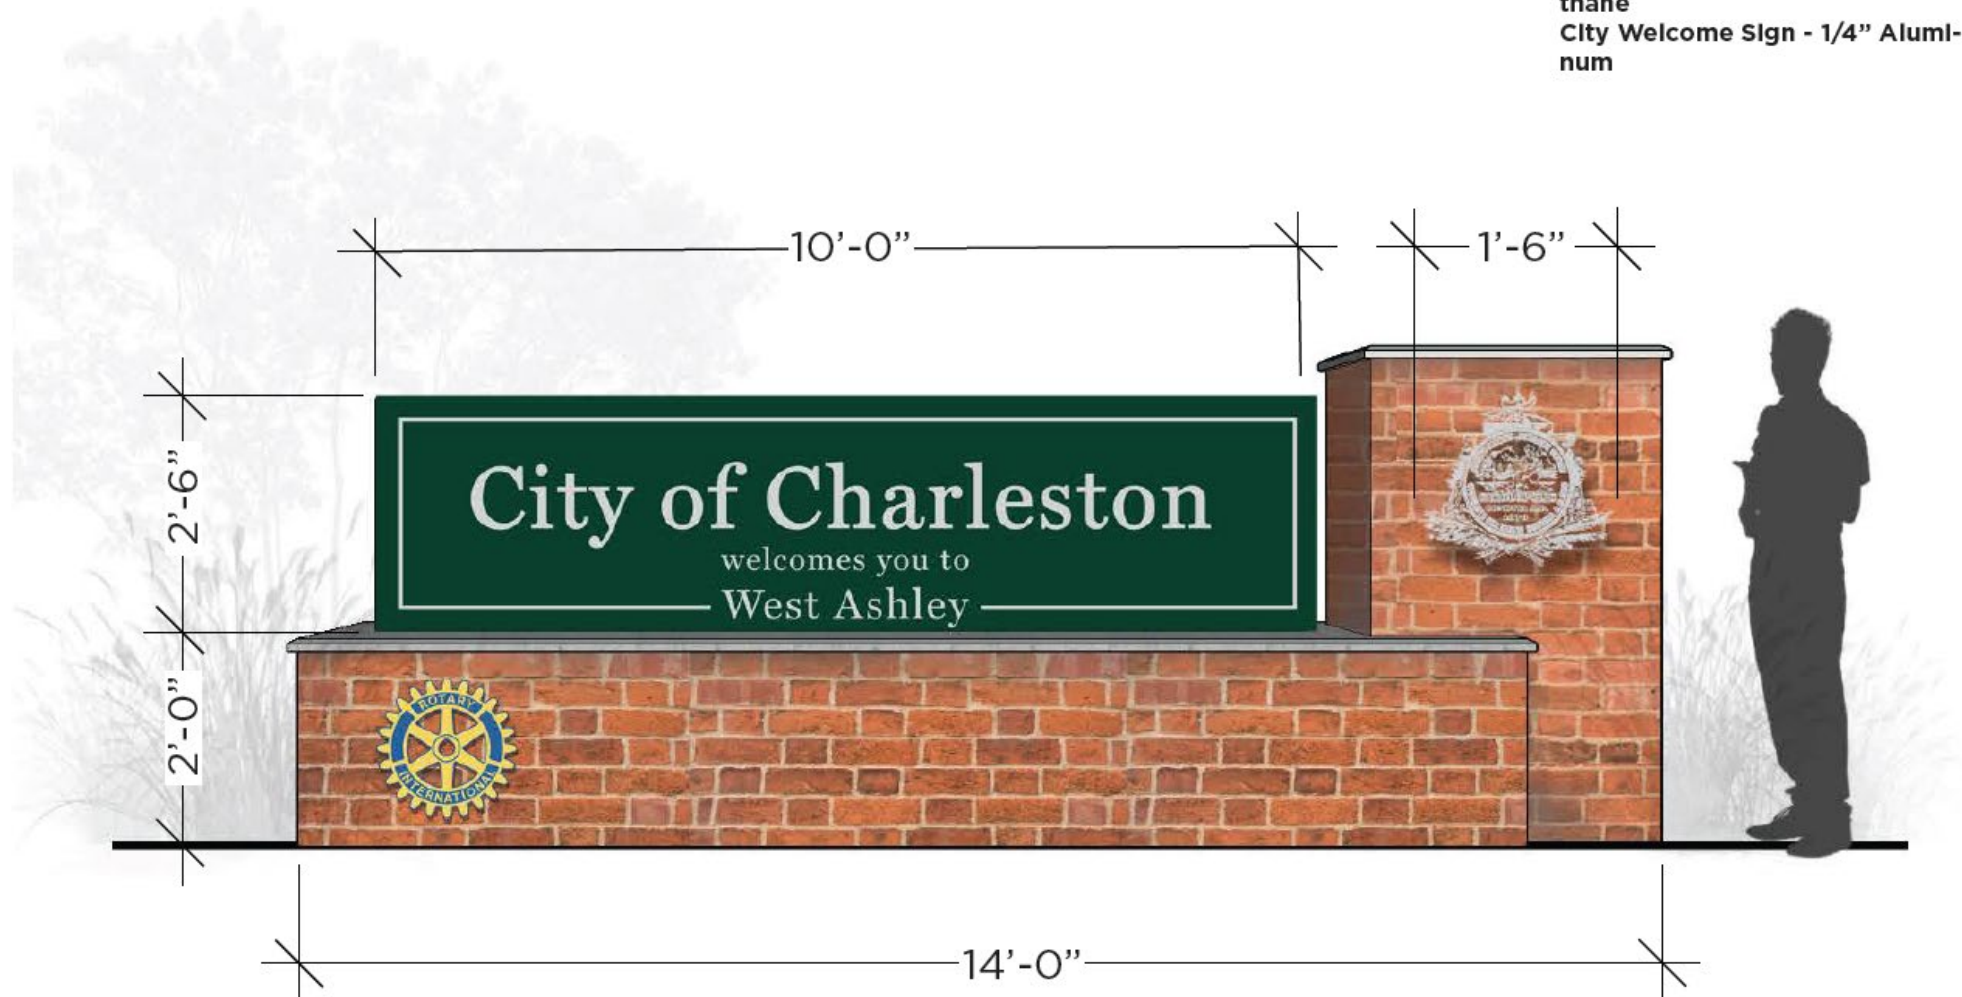 thane
City Welcome Sign - 1/4” Alumi-
num
10’-0”
1’-6”
2’-6”
City of Charleston
welcomes you to
West Ashley
2’-0”
ROTARY
INTERNATIONAL
14’-0”